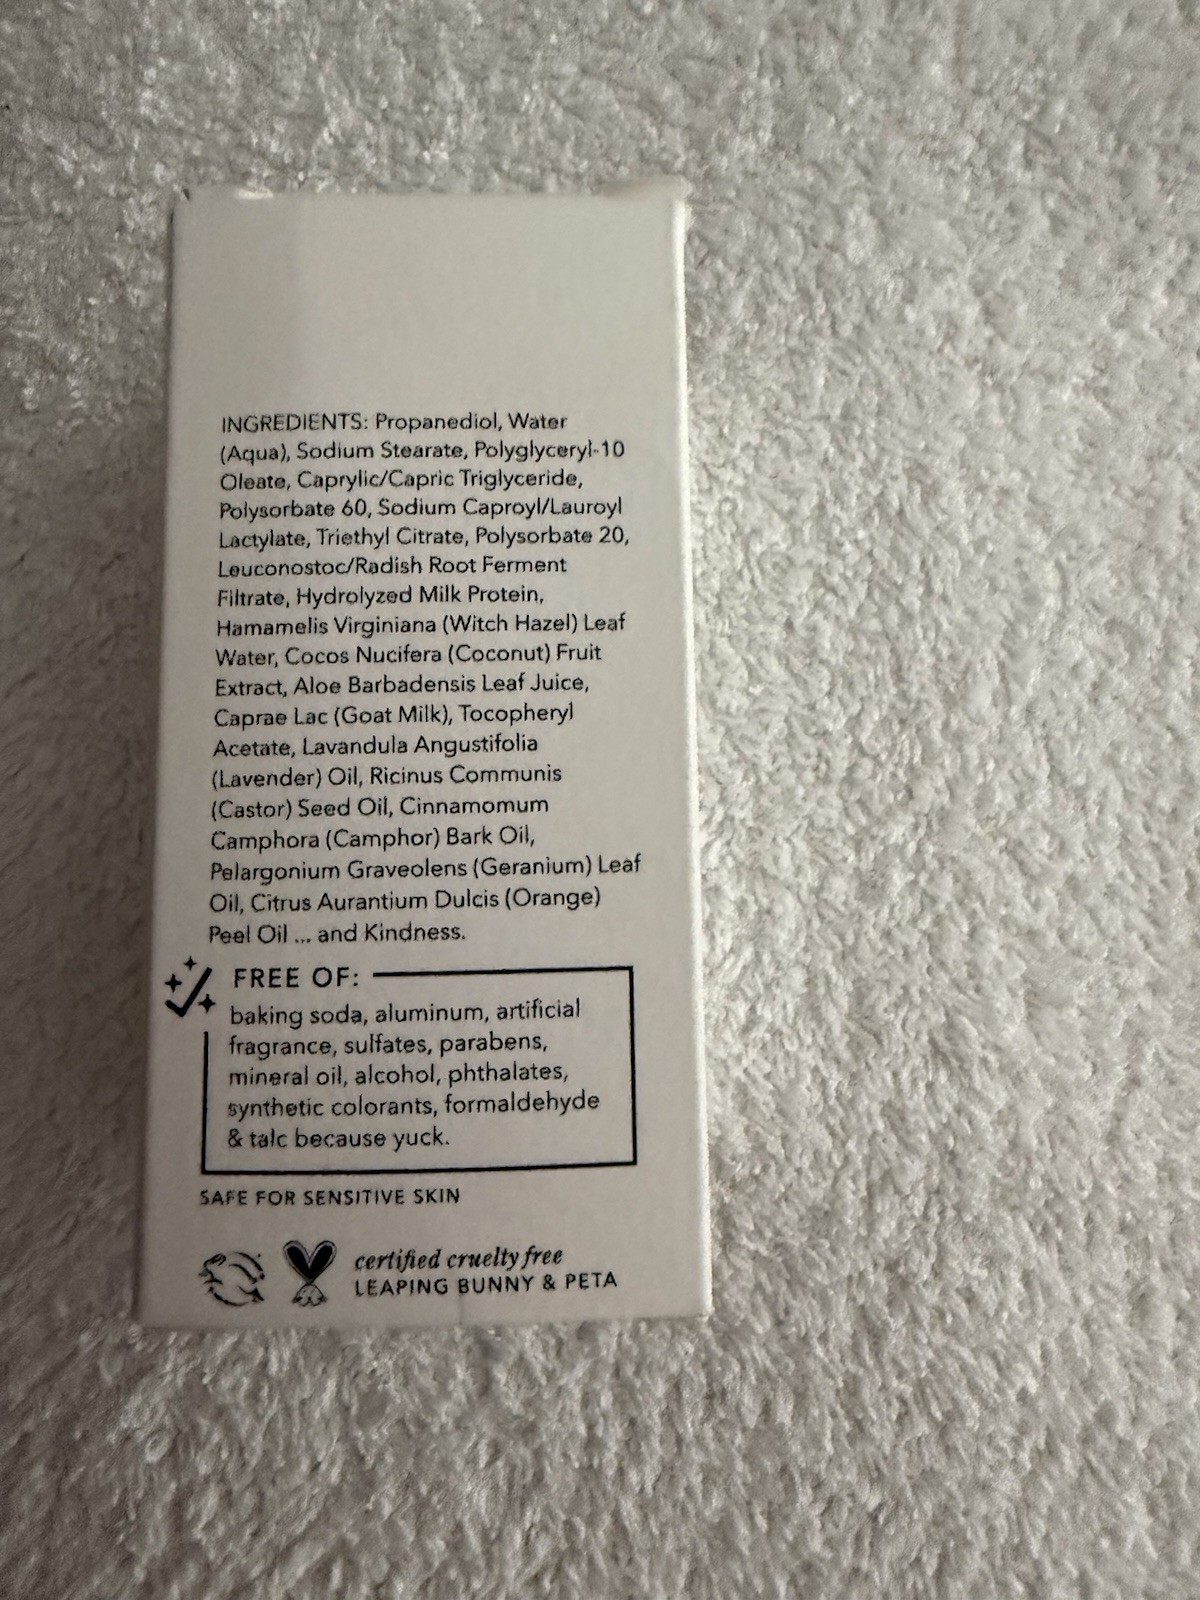 INGREDIENTS: Propanediol, Water
(Aqua), Sodium Stearate, Polyglyceryl-10
Oleate, Caprylic/Capric Triglyceride,
Polysorbate 60, Sodium Caproyl/Lauroyl
Lactylate, Triethyl Citrate, Polysorbate 20,
Leuconostoc/Radish Root Ferment
Filtrate, Hydrolyzed Milk Protein,
Hamamelis Virginiana (Witch Hazel) Leaf
Water, Cocos Nucifera (Coconut) Fruit
Extract, Aloe Barbadensis Leaf Juice,
Caprae Lac (Goat Milk), Tocopheryl
Acetate, Lavandula Angustifolia
(Lavender) Oil, Ricinus Communis
(Castor) Seed Oil, Cinnamomum
Camphora (Camphor) Bark Oil,
Pelargonium Graveolens (Geranium) Leaf
Oil, Citrus Aurantium Dulcis (Orange)
Peel Oil ... and Kindness.
FREE OF:
baking soda, aluminum, artificial
fragrance, sulfates, parabens,
mineral oil, alcohol, phthalates,
synthetic colorants, formaldehyde
& talc because yuck.
SAFE FOR SENSITIVE SKIN
certified cruelty free
LEAPING BUNNY & PETA